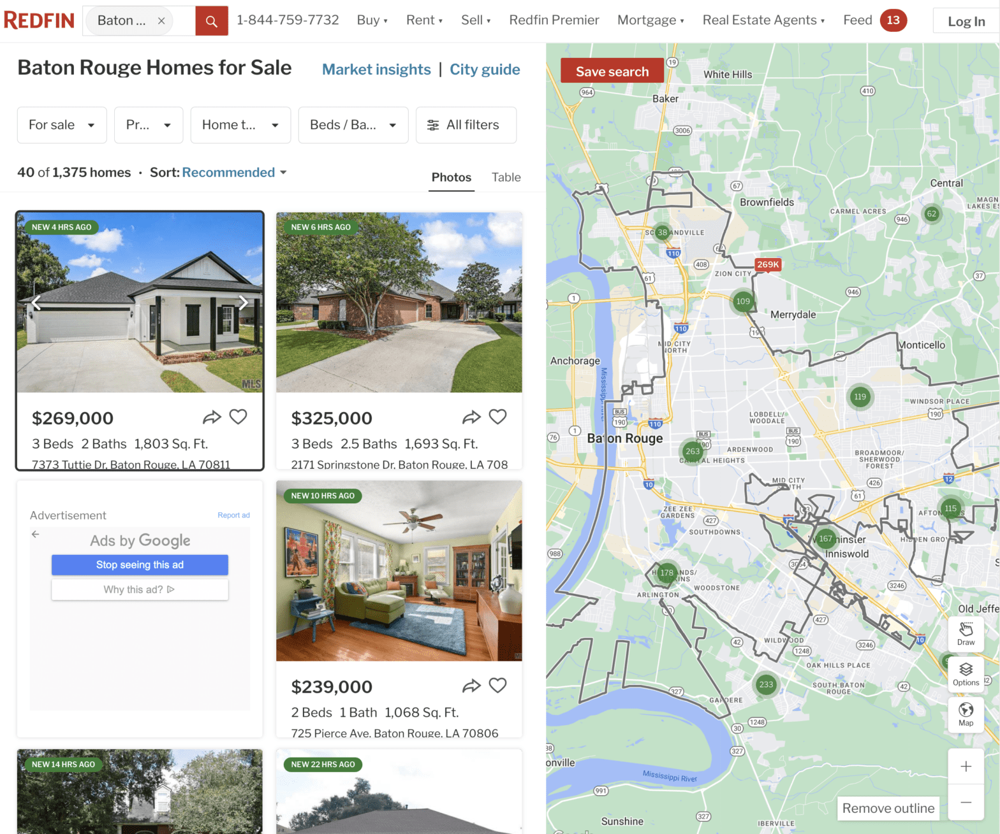 REDFIN
Baton ... ×
1-844-759-7732
Buy
Rent
Sell
Redfin Premier
Mortgage
Real Estate Agents
Feed 13
Log In
Baton Rouge Homes for Sale
Market insights | City guide
For sale
Pr...
Home t...
Beds / Ba...
All filters
40 of 1,375 homes • Sort: Recommended
Photos
Table
NEW 4 HRS AGO
MLS
$269,000
3 Beds 2 Baths 1,803 Sq. Ft.
7373 Tuttie Dr, Baton Rouge, LA 70811
NEW 6 HRS AGO
$325,000
3 Beds 2.5 Baths 1,693 Sq. Ft.
2171 Springstone Dr, Baton Rouge, LA 708
Advertisement
Report ad
Ads by Google
Stop seeing this ad
Why this ad?
NEW 10 HRS AGO
$239,000
2 Beds 1 Bath 1,068 Sq. Ft.
725 Pierce Ave, Baton Rouge, LA 70806
NEW 14 HRS AGO
NEW 22 HRS AGO
Save search
19
White Hills
964
Baker
410
3006
Central
67
Brownfields
CARMEL ACRES
62
946
MAGN
LAKES ES
38
110
408
269K
ZION CITY
61
37
946
1
109
Merrydale
110
MID CITY
NORTH
Monticello
Anchorage
Mississippi River
119
WINDSOR PLACE
190
BUS
190
110
LOBDELL/
WOODALE
BUS
190
BUS
190
76
1
Baton Rouge
263
CAPITAL HEIGHTS
ARDENWOOD
BROADMOOR/
SHERWOOD
FOREST
12
10
426
61
ZEE ZEE
GARDENS
427
SOUTHDOWNS
115
167
Inniswold
988
3064
178
ARLINGTON
WOODSTONE
3246
Old Jeffe
427
42
WILDWOOD
1248
3246
10
Draw
OAK HILLS PLACE
Options
SOUTH BATON
ROUGE
42
233
327
GARDERE
Map
30
1248
327
onville
Mississippi River
991
+
−
Remove outline
327
Sunshine
IBERVILLE